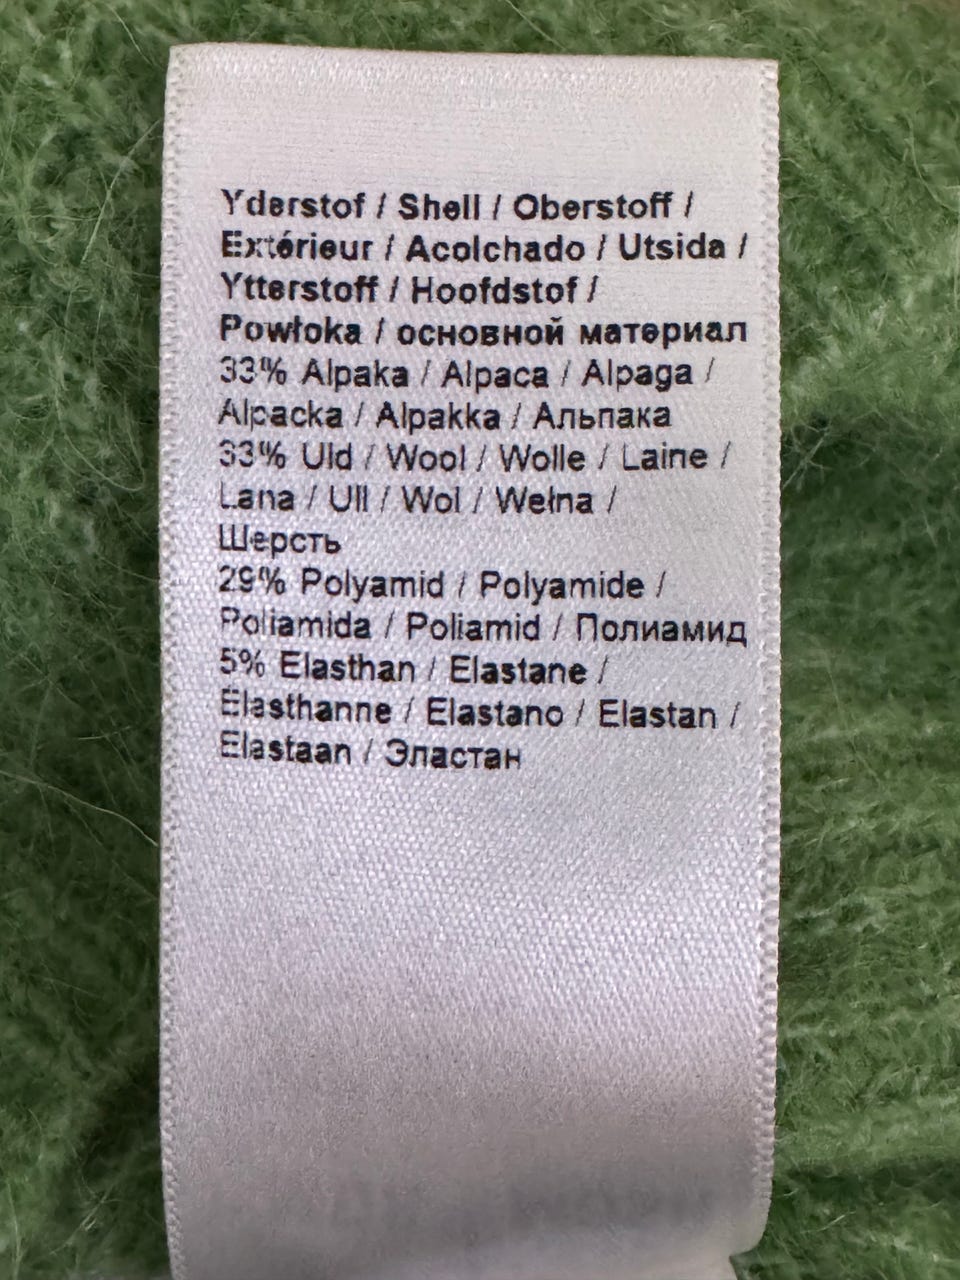 Yderstof / Shell / Oberstoff /
Extérieur / Acolchado / Utsida /
Ytterstoff / Hoofdstof /
Powłoka / основной материал
33% Alpaka / Alpaca / Alpaga /
Alpacka / Alpakka / Альпака
33% Uld / Wool / Wolle / Laine /
Lana / Ull / Wol / Wełna /
Шерсть
29% Polyamid / Polyamide /
Poliamida / Poliamid / Полиамид
5% Elasthan / Elastane /
Elasthanne / Elastano / Elastan /
Elastaan / Эластан